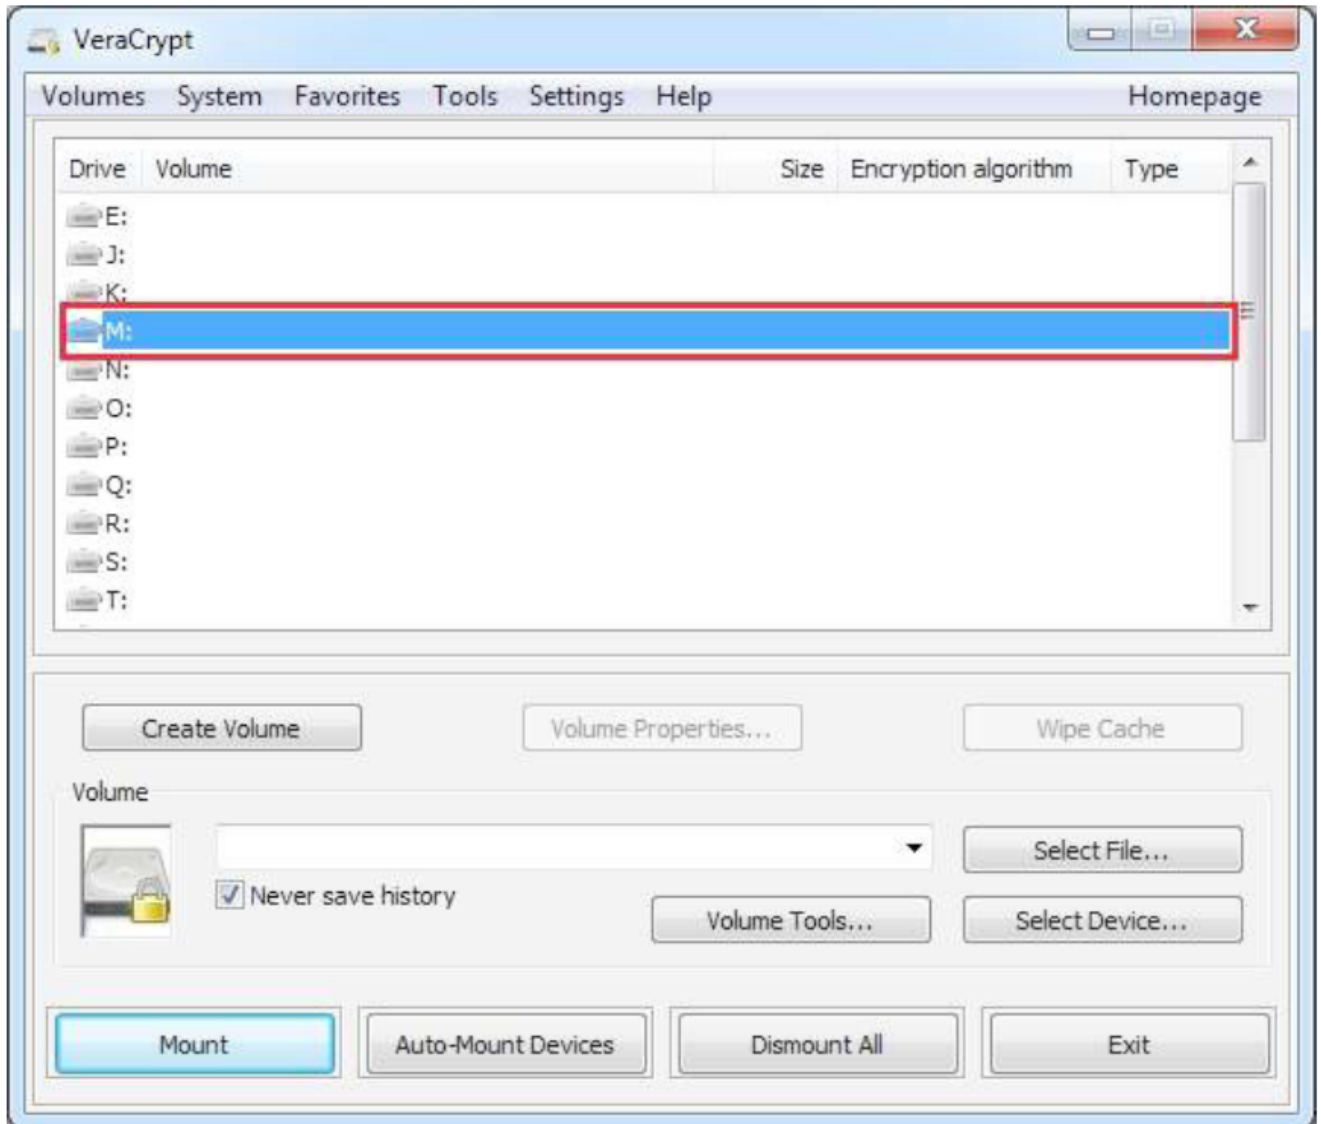 VeraCrypt
Volumes System Favorites Tools Settings Help Homepage
Drive Volume Size Encryption algorithm Type
E:
J:
K:
M:
N:
O:
P:
Q:
R:
S:
T:
Create Volume Volume Properties... Wipe Cache
Volume
Select File...
Never save history
Volume Tools... Select Device...
Mount Auto-Mount Devices Dismount All Exit